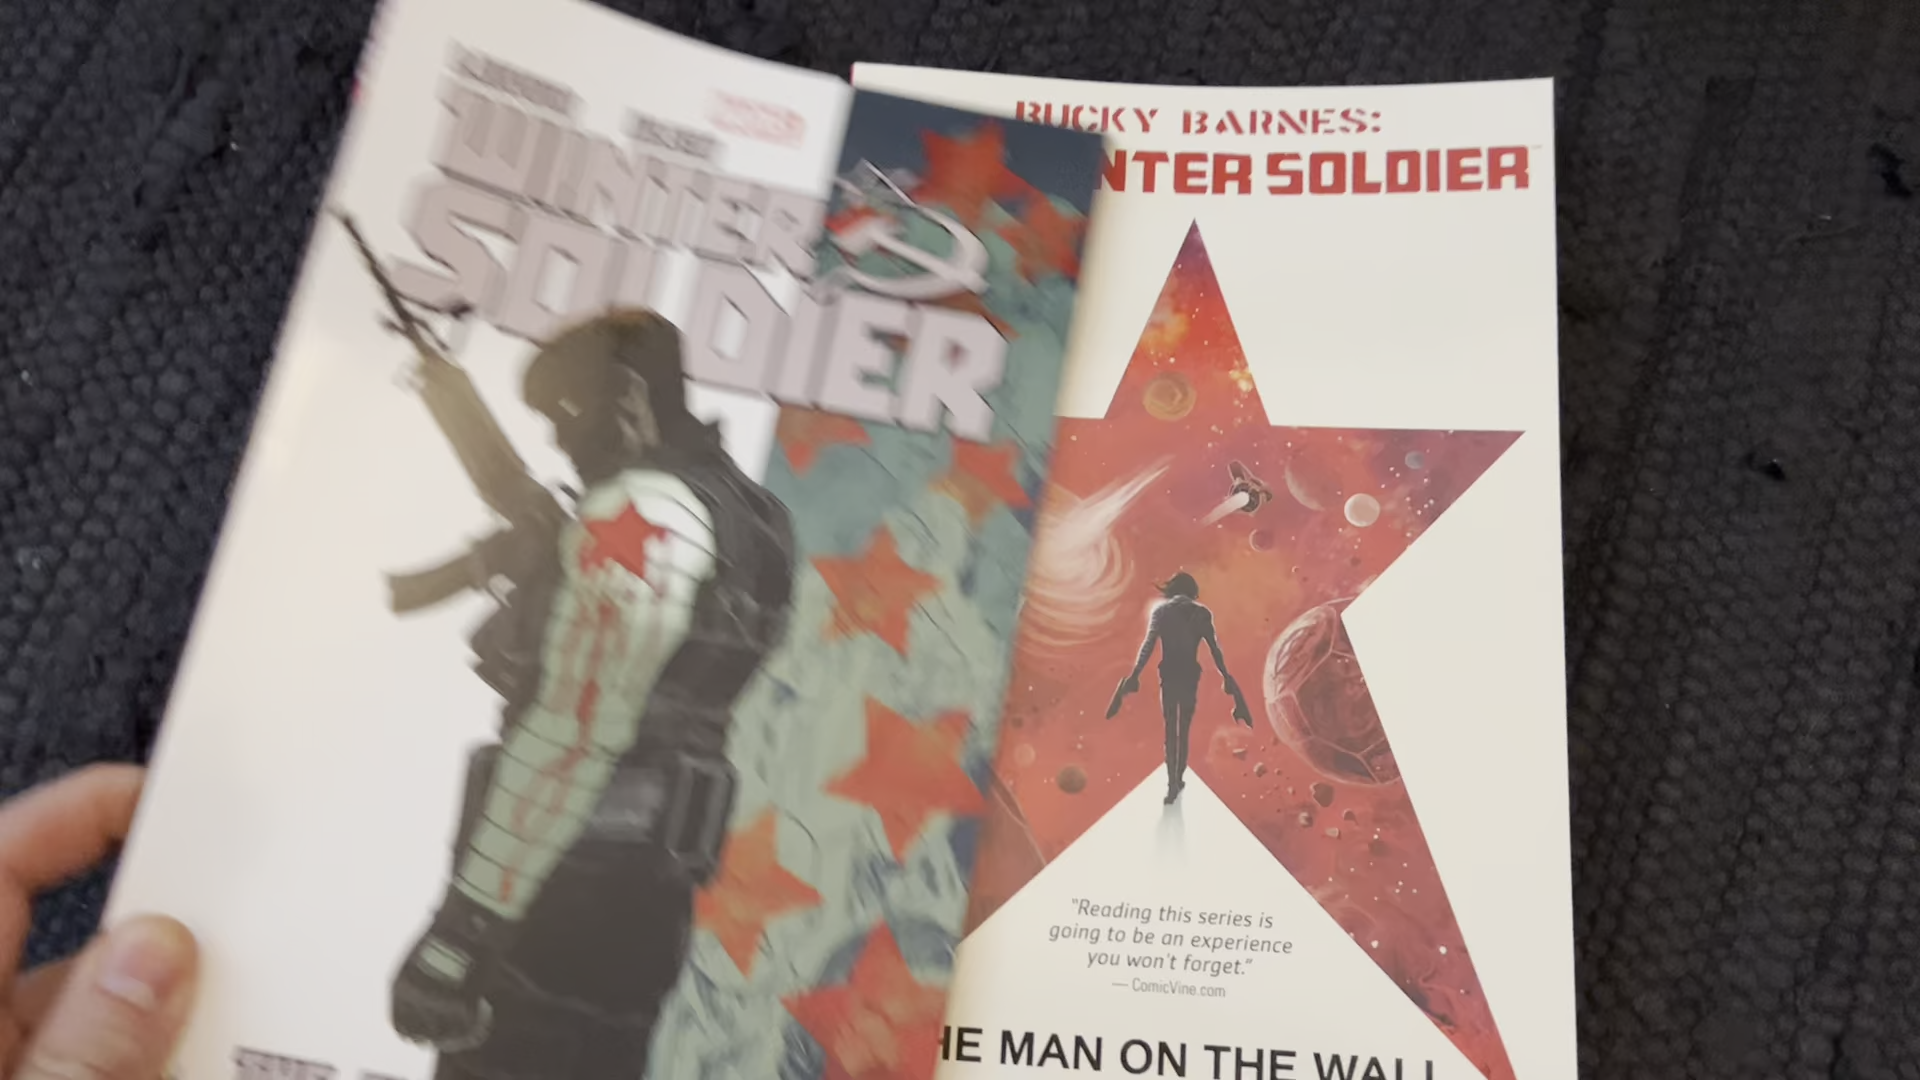 WINTER
SOLDIER
BUCKY BARNES:
NTER SOLDIER
"Reading this series is
going to be an experience
you won't forget."
— ComicVine.com
HE MAN ON THE WALL